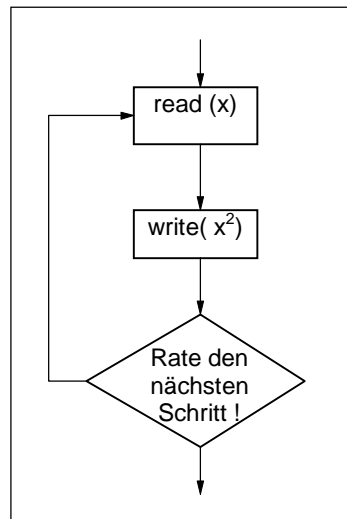 read (x)
write( x²)
Rate den
nächsten
Schritt !